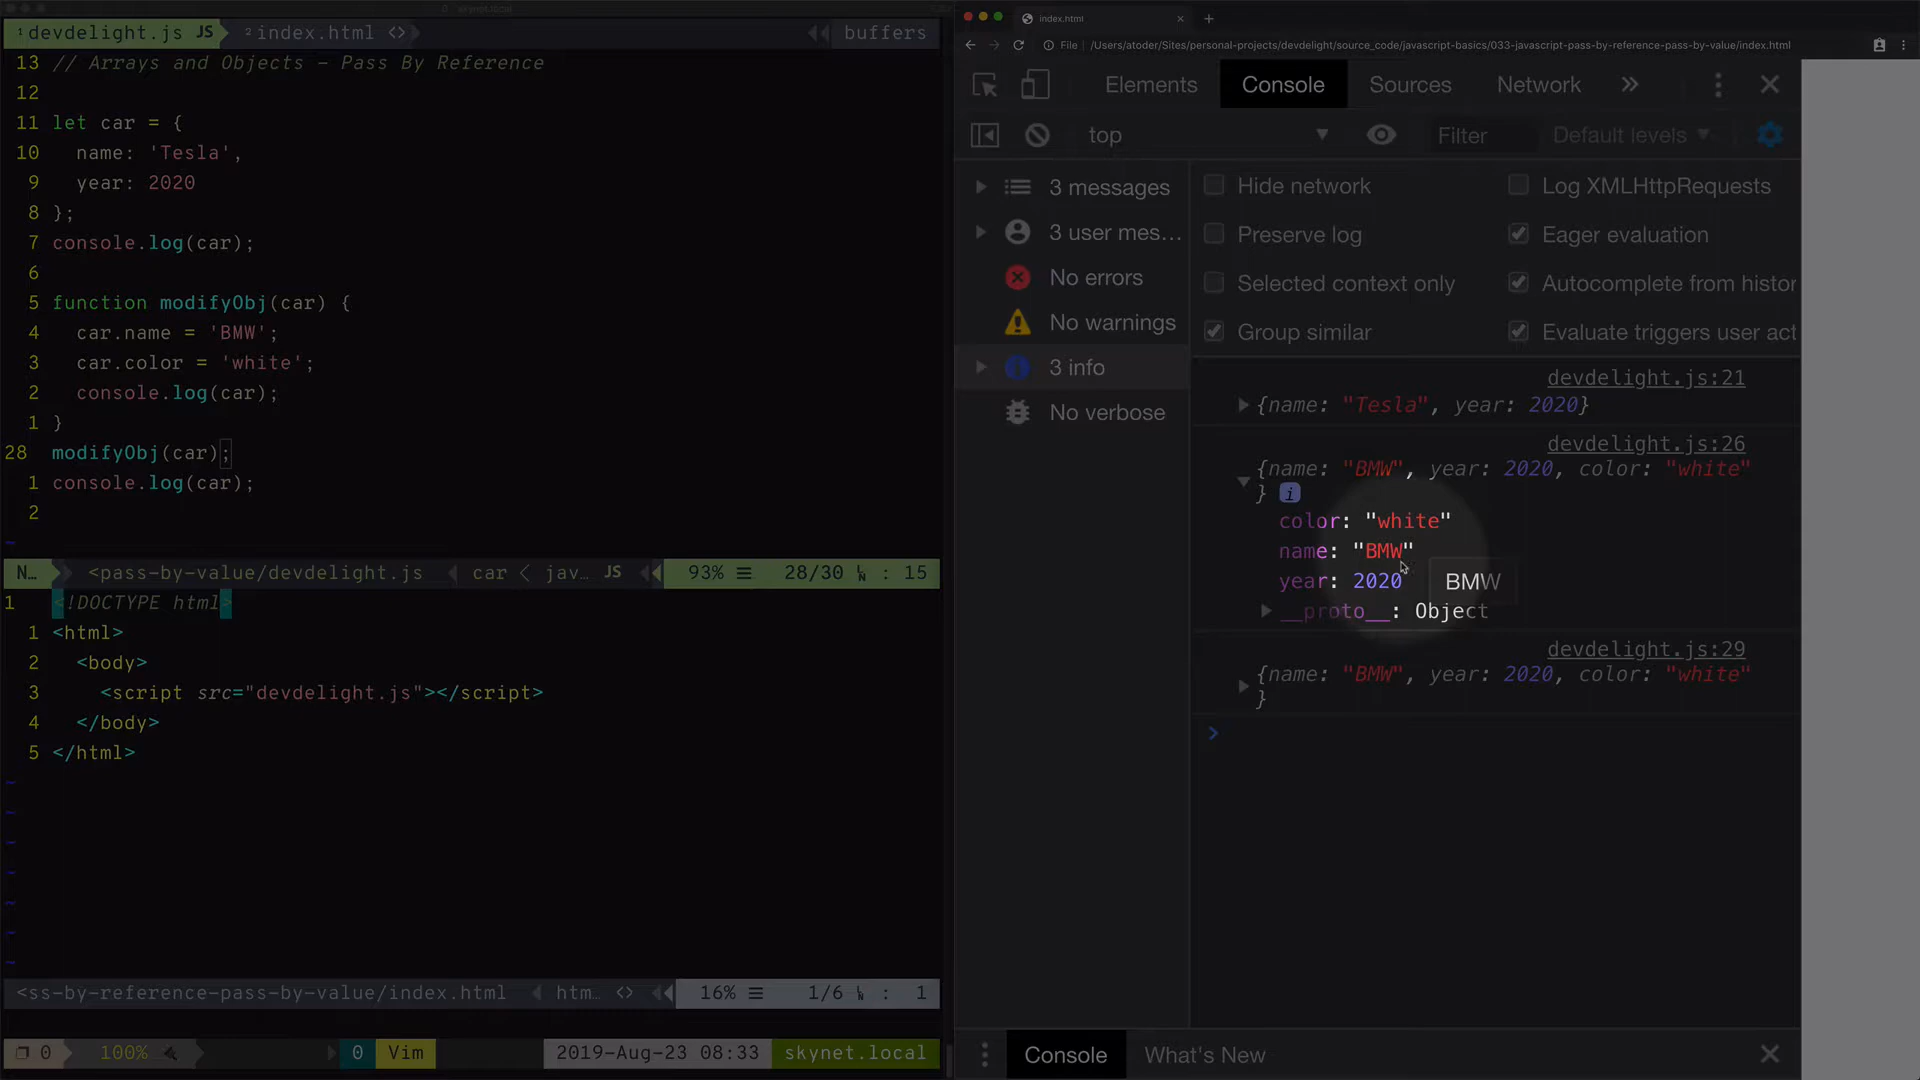 1 devdelight.js JS 2 index.html <> buffers
13 // Arrays and Objects - Pass By Reference
12
11 let car = {
10 name: 'Tesla',
9 year: 2020
8 };
7 console.log(car);
6
5 function modifyObj(car) {
4 car.name = 'BMW';
3 car.color = 'white';
2 console.log(car);
1 }
28 modifyObj(car);
1 console.log(car);
2
~
N… <pass-by-value/devdelight.js car < jav… JS 93% ≡ 28/30 : 15
1 <!DOCTYPE html>
1 <html>
2 <body>
3 <script src="devdelight.js"></script>
4 </body>
5 </html>
~
~
~
~
~
~
~
<ss-by-reference-pass-by-value/index.html htm… <> 16% ≡ 1/6 : 1
0 100% 0 Vim 2019-Aug-23 08:33 skynet.local
index.html
File /Users/atoder/Sites/personal-projects/devdelight/source_code/javascript-basics/033-javascript-pass-by-reference-pass-by-value/index.html
Elements Console Sources Network »
top Filter Default levels
3 messages
3 user mes…
No errors
No warnings
3 info
No verbose
Hide network Log XMLHttpRequests
Preserve log Eager evaluation
Selected context only Autocomplete from histor
Group similar Evaluate triggers user act
devdelight.js:21
{name: "Tesla", year: 2020}
devdelight.js:26
{name: "BMW", year: 2020, color: "white"
} i
color: "white"
name: "BMW"
year: 2020
BMW
__proto__: Object
devdelight.js:29
{name: "BMW", year: 2020, color: "white"
}
>
Console What's New